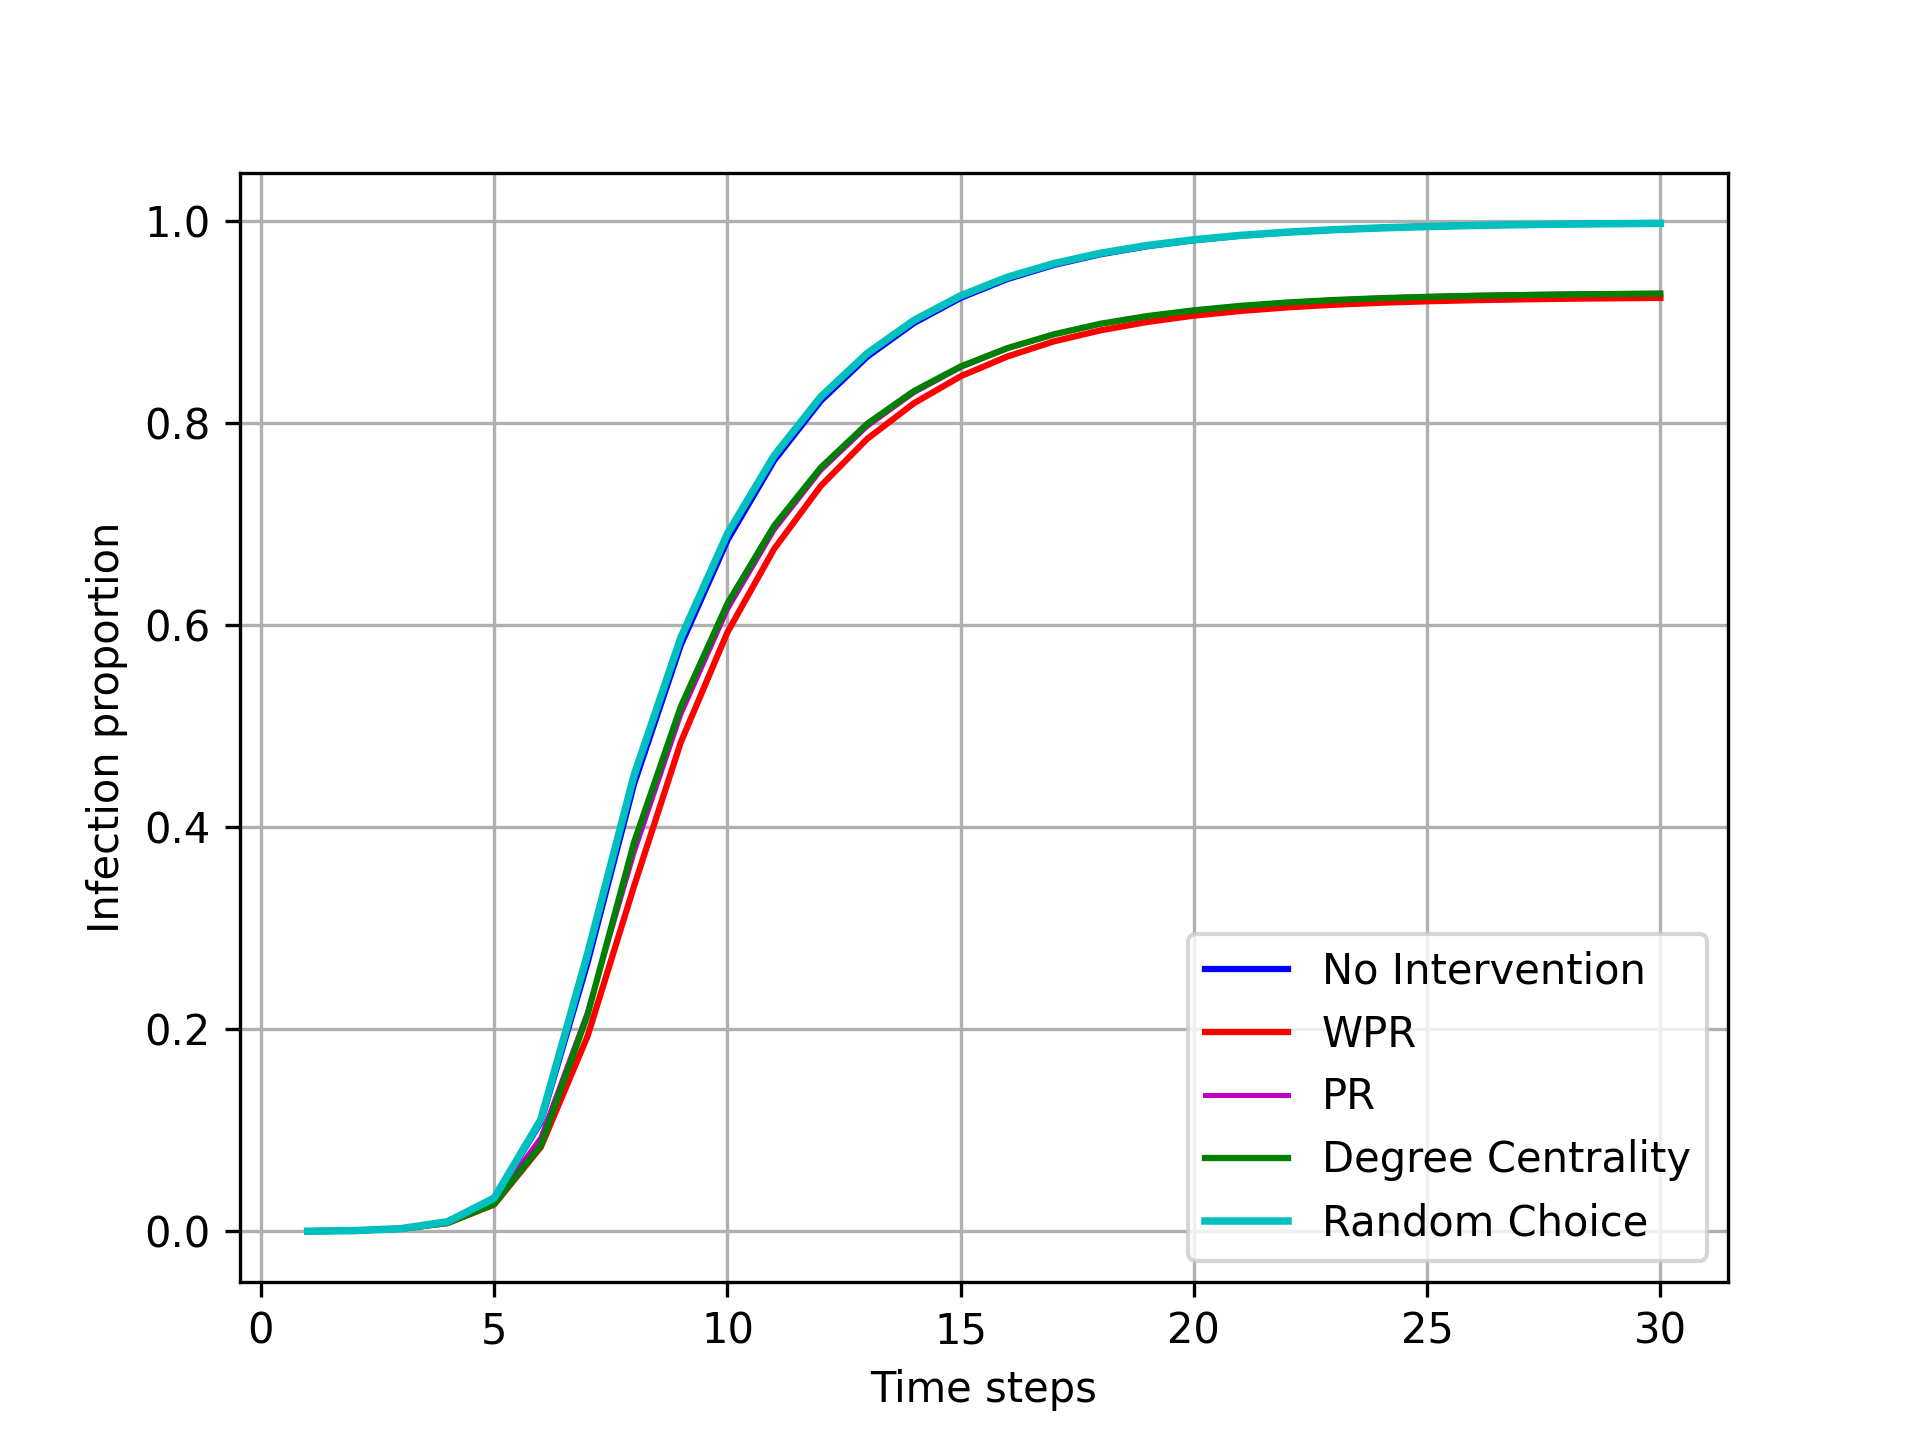 1.0
0.8
0.6
0.4
0.2
0.0
Infection proportion
0 5 10 15 20 25 30
Time steps
No Intervention
WPR
PR
Degree Centrality
Random Choice